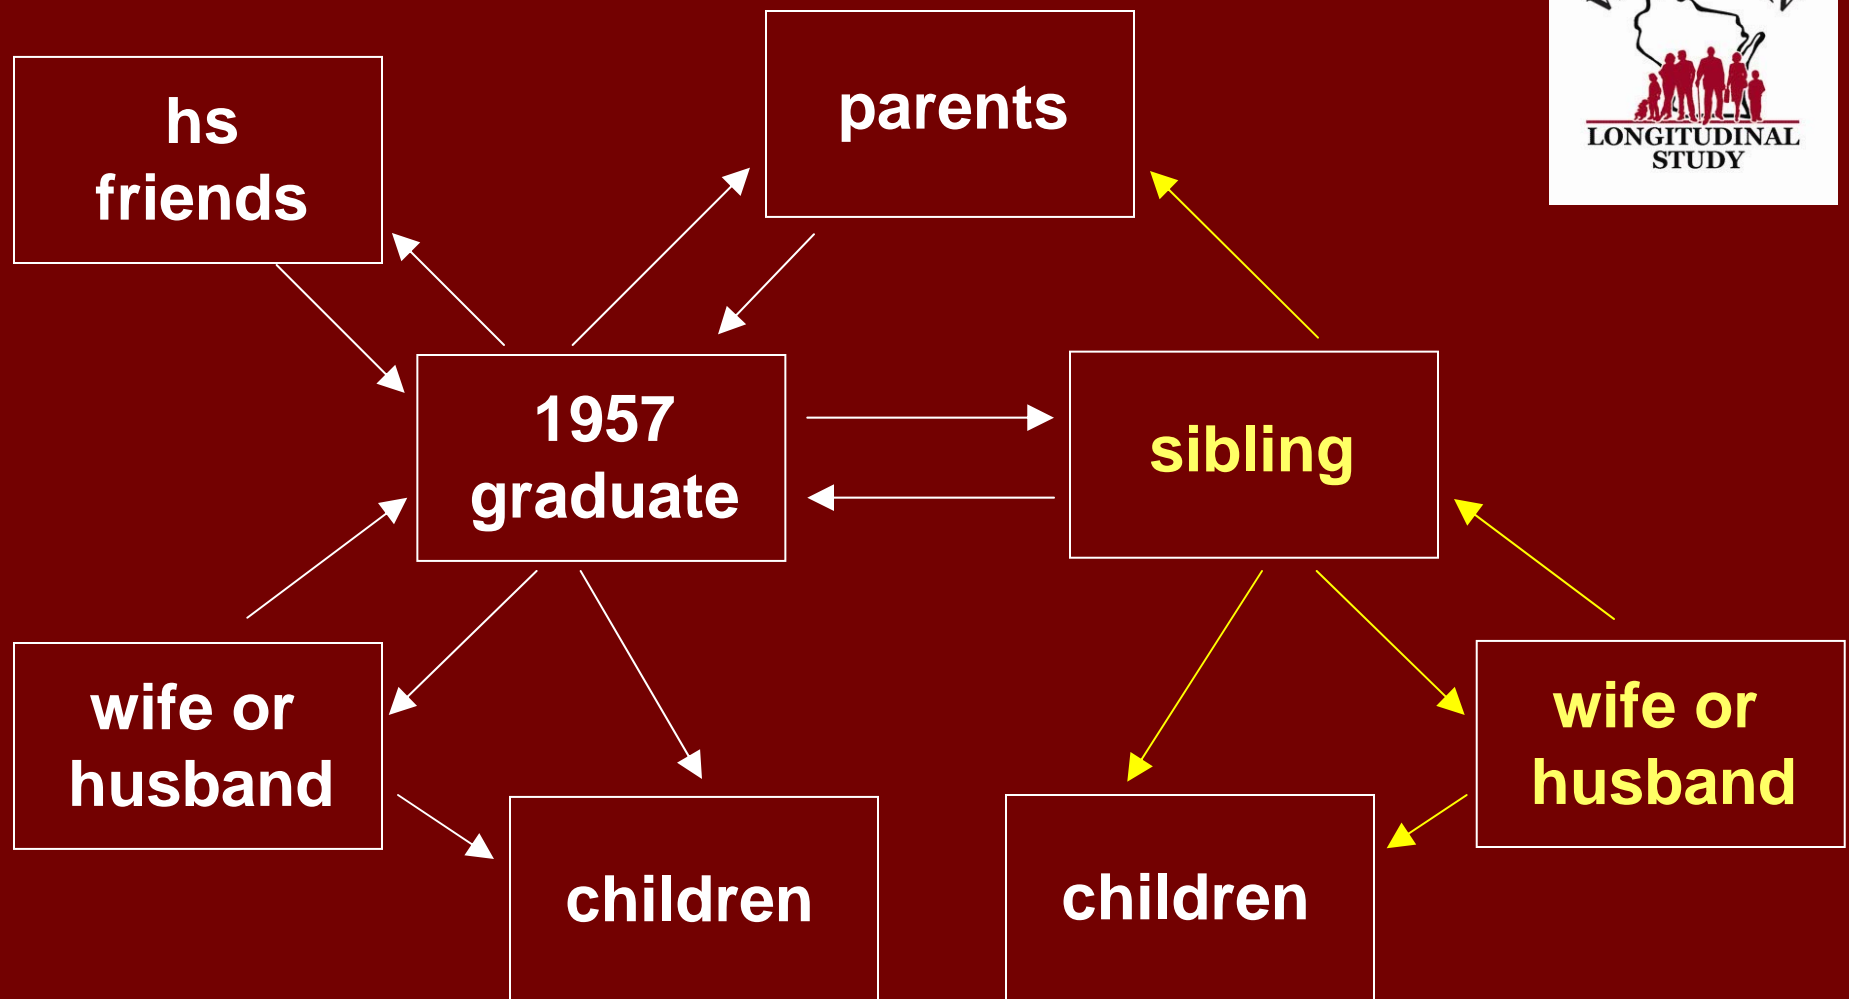 hs
friends
parents
LONGITUDINAL
STUDY
1957
graduate
sibling
wife or
husband
children
children
wife or
husband